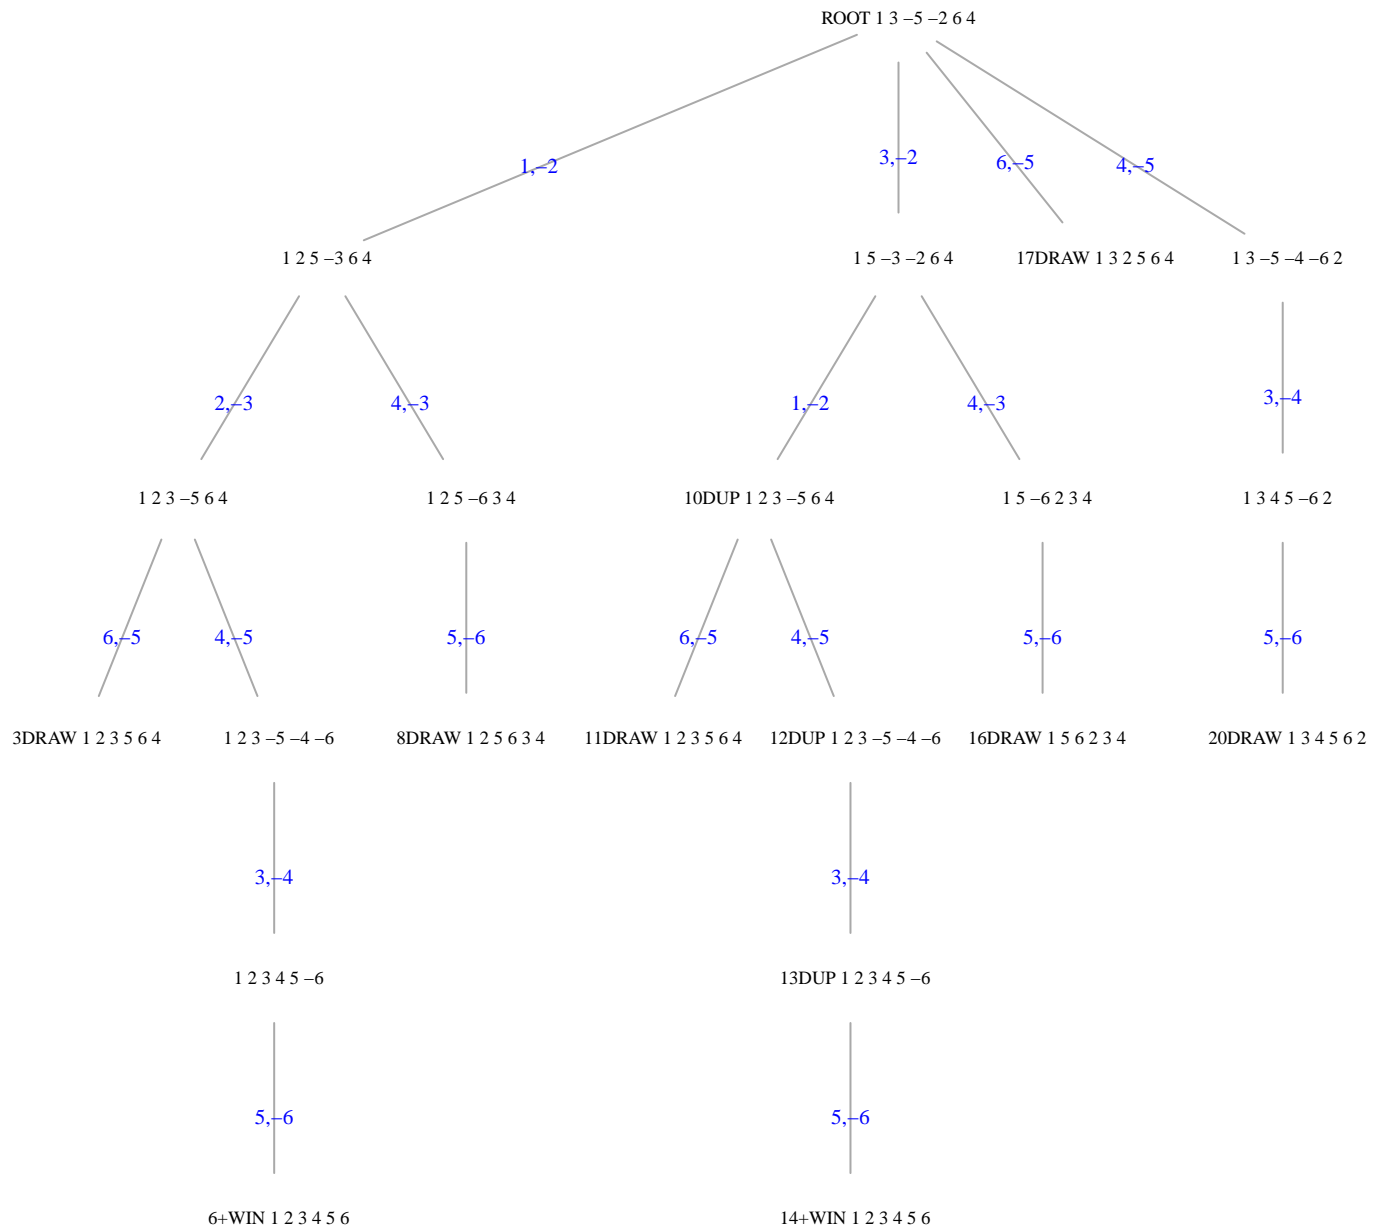 ROOT 1 3 −5 −2 6 4
1,−2
3,−2
6,−5
4,−5
1 2 5 −3 6 4
1 5 −3 −2 6 4
17DRAW 1 3 2 5 6 4
1 3 −5 −4 −6 2
2,−3
4,−3
1,−2
4,−3
3,−4
1 2 3 −5 6 4
1 2 5 −6 3 4
10DUP 1 2 3 −5 6 4
1 5 −6 2 3 4
1 3 4 5 −6 2
6,−5
4,−5
5,−6
6,−5
4,−5
5,−6
5,−6
3DRAW 1 2 3 5 6 4
1 2 3 −5 −4 −6
8DRAW 1 2 5 6 3 4
11DRAW 1 2 3 5 6 4
12DUP 1 2 3 −5 −4 −6
16DRAW 1 5 6 2 3 4
20DRAW 1 3 4 5 6 2
3,−4
3,−4
1 2 3 4 5 −6
13DUP 1 2 3 4 5 −6
5,−6
5,−6
6+WIN 1 2 3 4 5 6
14+WIN 1 2 3 4 5 6